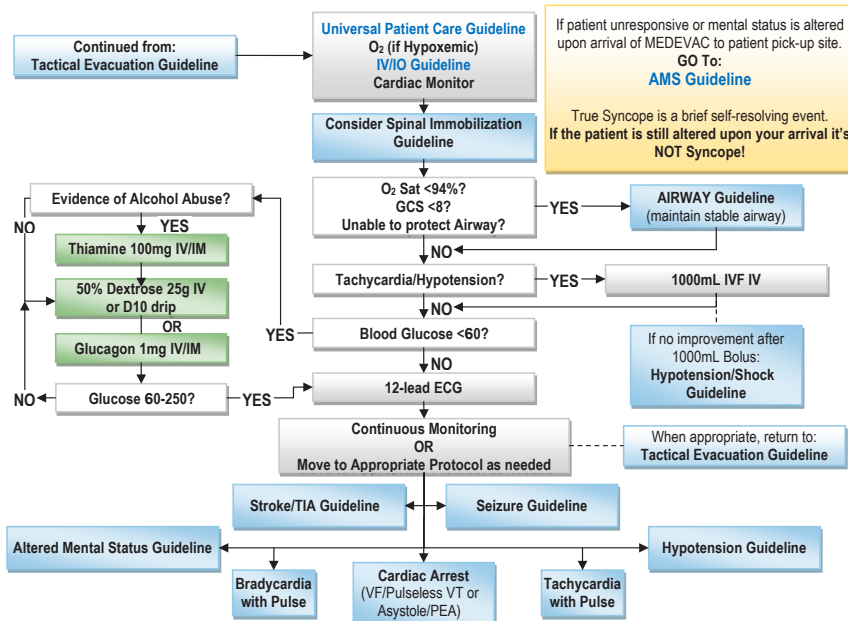 Continued from:
Tactical Evacuation Guideline
Universal Patient Care Guideline
O₂ (if Hypoxemic)
IV/IO Guideline
Cardiac Monitor
If patient unresponsive or mental status is altered
upon arrival of MEDEVAC to patient pick-up site.
GO To:
AMS Guideline
True Syncope is a brief self-resolving event.
If the patient is still altered upon your arrival it's
NOT Syncope!
Consider Spinal Immobilization
Guideline
O₂ Sat <94%?
GCS <8?
Unable to protect Airway?
YES
AIRWAY Guideline
(maintain stable airway)
NO
Evidence of Alcohol Abuse?
NO
YES
Thiamine 100mg IV/IM
50% Dextrose 25g IV
or D10 drip
OR
Glucagon 1mg IV/IM
NO
Glucose 60-250?
YES
Tachycardia/Hypotension?
YES
1000mL IVF IV
NO
YES
Blood Glucose <60?
NO
If no improvement after
1000mL Bolus:
Hypotension/Shock
Guideline
12-lead ECG
Continuous Monitoring
OR
Move to Appropriate Protocol as needed
When appropriate, return to:
Tactical Evacuation Guideline
Stroke/TIA Guideline
Seizure Guideline
Altered Mental Status Guideline
Hypotension Guideline
Bradycardia
with Pulse
Cardiac Arrest
(VF/Pulseless VT or
Asystole/PEA)
Tachycardia
with Pulse